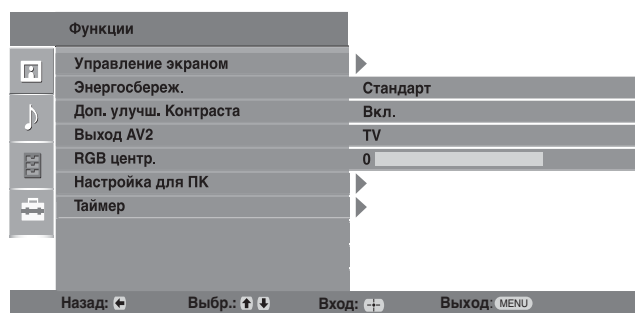 Функции
Управление экраном
Энергосбереж. Стандарт
Доп. улучш. Контраста Вкл.
Выход AV2 TV
RGB центр. 0
Настройка для ПК
Таймер
Назад: Выбр.: Вход: Выход: MENU